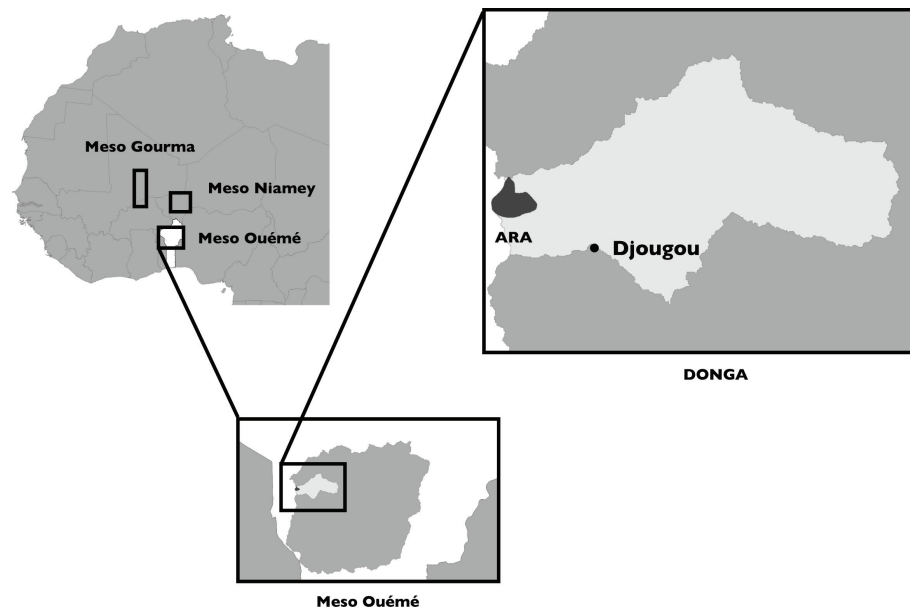 Meso Gourma
Meso Niamey
Meso Ouémé
ARA
Djougou
DONGA
Meso Ouémé